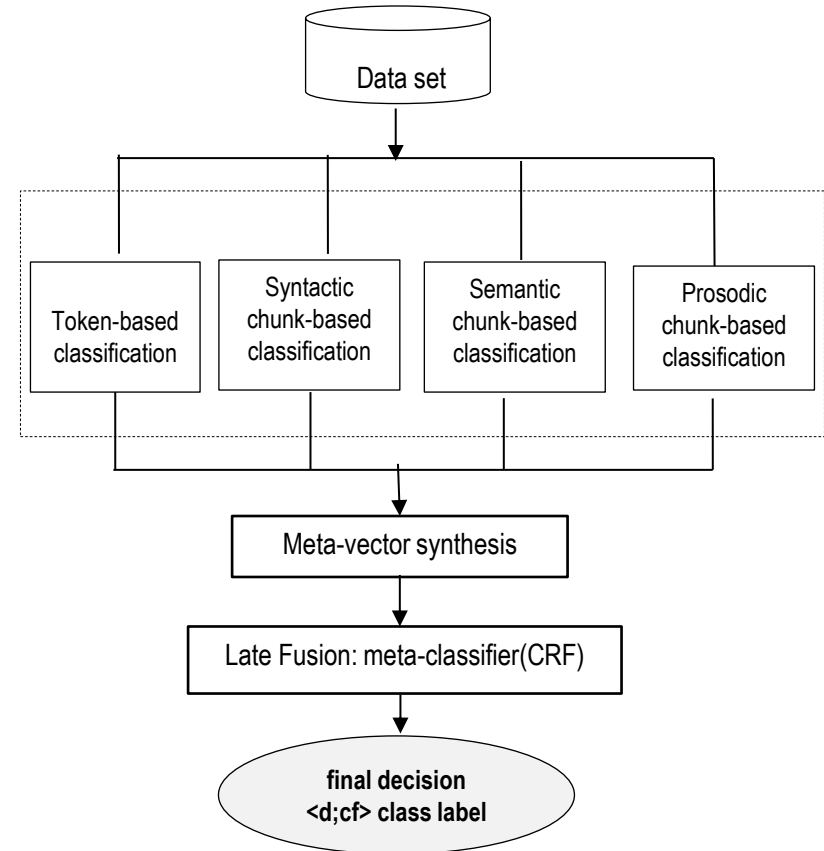 Data set
Token-based
classification
Syntactic
chunk-based
classification
Semantic
chunk-based
classification
Prosodic
chunk-based
classification
Meta-vector synthesis
Late Fusion: meta-classifier(CRF)
final decision
<d;cf> class label